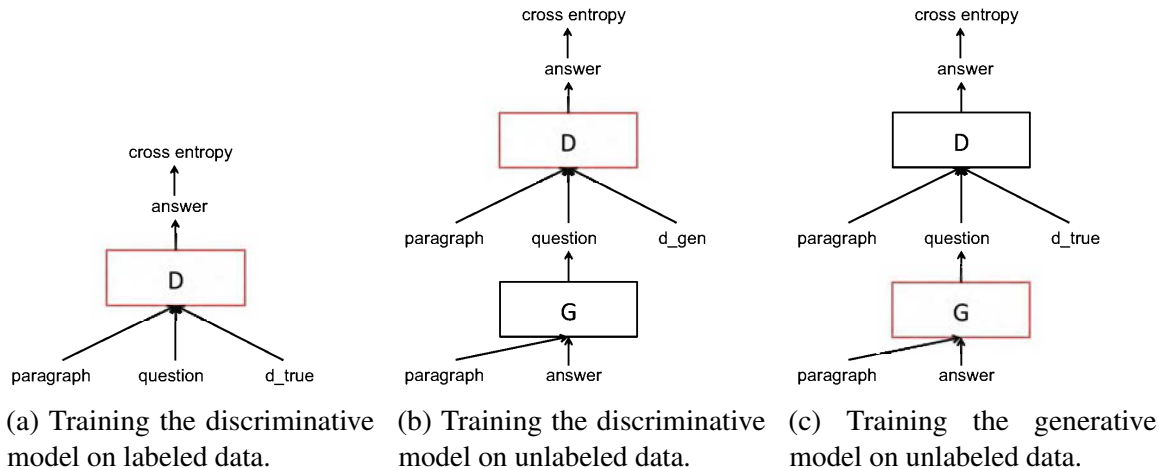 cross entropy
answer
D
paragraph question d_true
(a) Training the discriminative
model on labeled data.
cross entropy
answer
D
paragraph question d_gen
G
paragraph answer
(b) Training the discriminative
model on unlabeled data.
cross entropy
answer
D
paragraph question d_true
G
paragraph answer
(c) Training the generative
model on unlabeled data.